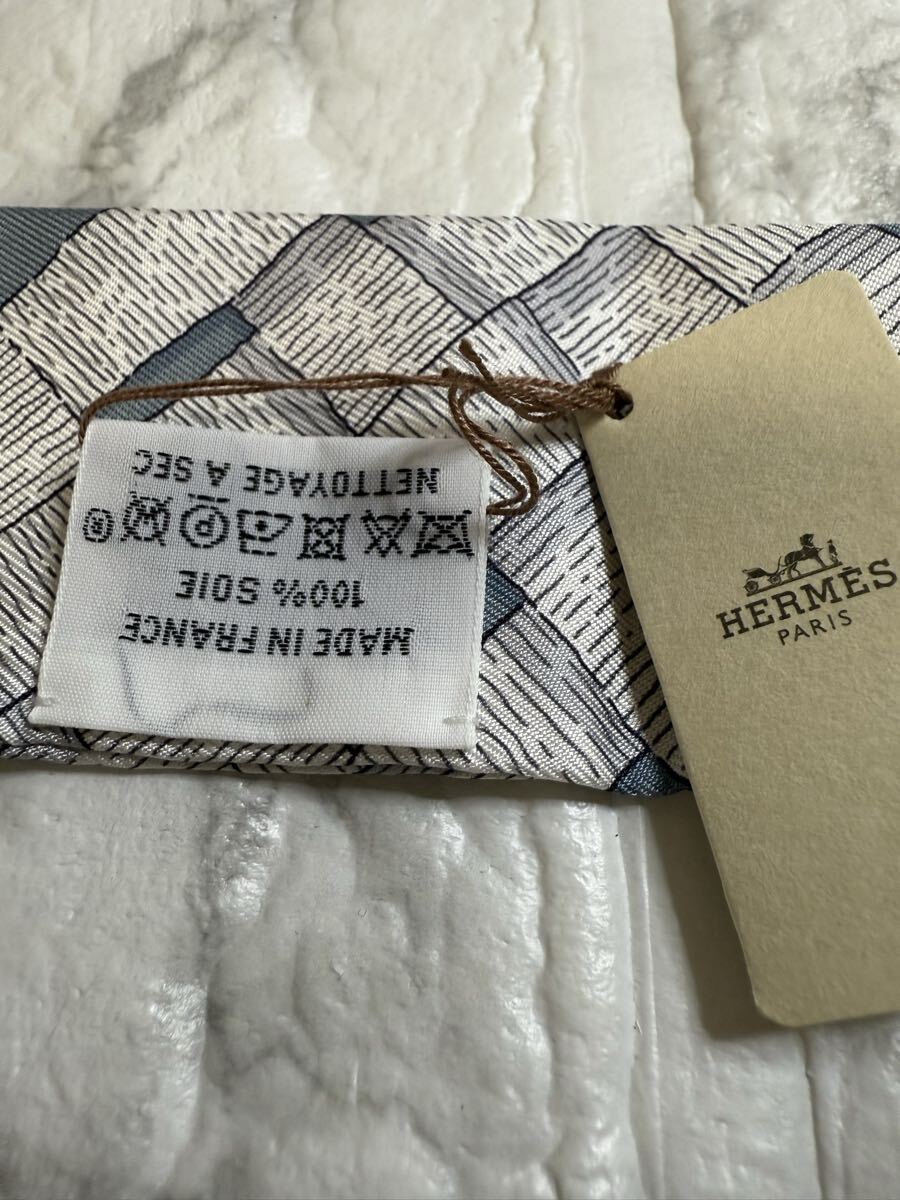 MADE IN FRANCE
100% SOIE
NETTOYAGE A SEC
HERMÈS
PARIS